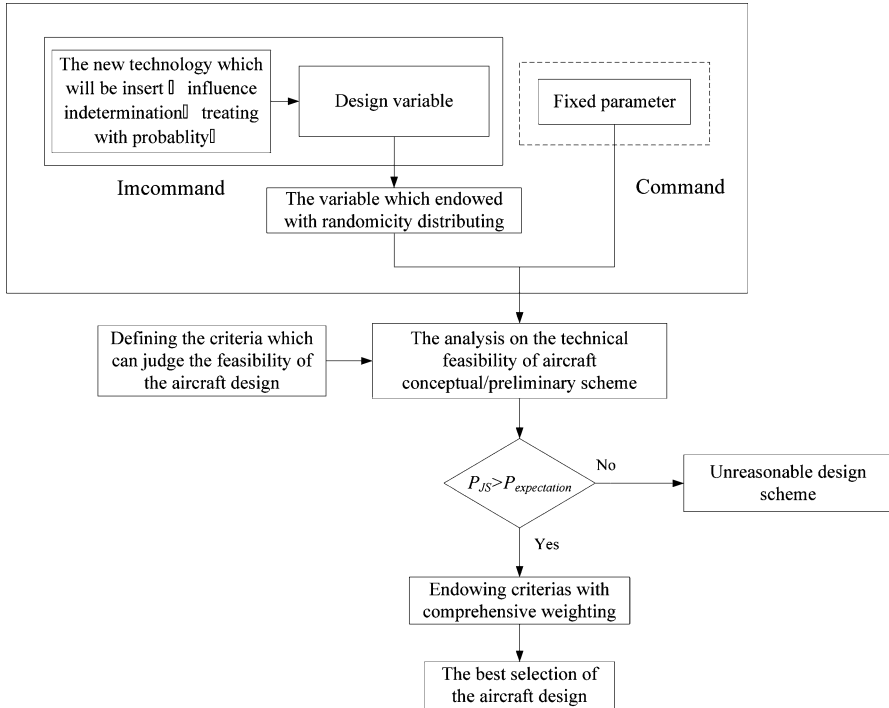 The new technology which
will be insert▯ influence
indetermination▯ treating
with probablity▯
Design variable
Fixed parameter
Imcommand
Command
The variable which endowed
with randomicity distributing
Defining the criteria which
can judge the feasibility of
the aircraft design
The analysis on the technical
feasibility of aircraft
conceptual/preliminary scheme
P_JS>P_expectation
No
Unreasonable design
scheme
Yes
Endowing criterias with
comprehensive weighting
The best selection of
the aircraft design